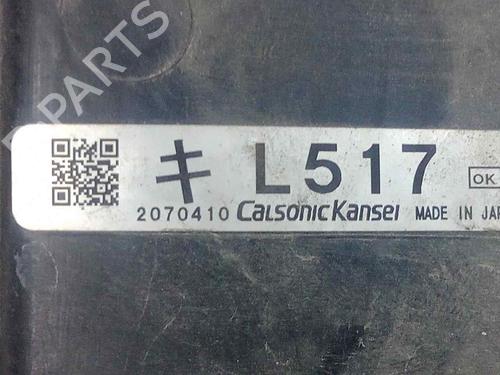 B PARTS
キ L517 OK
2070410 CalsonicKansei MADE IN JAP